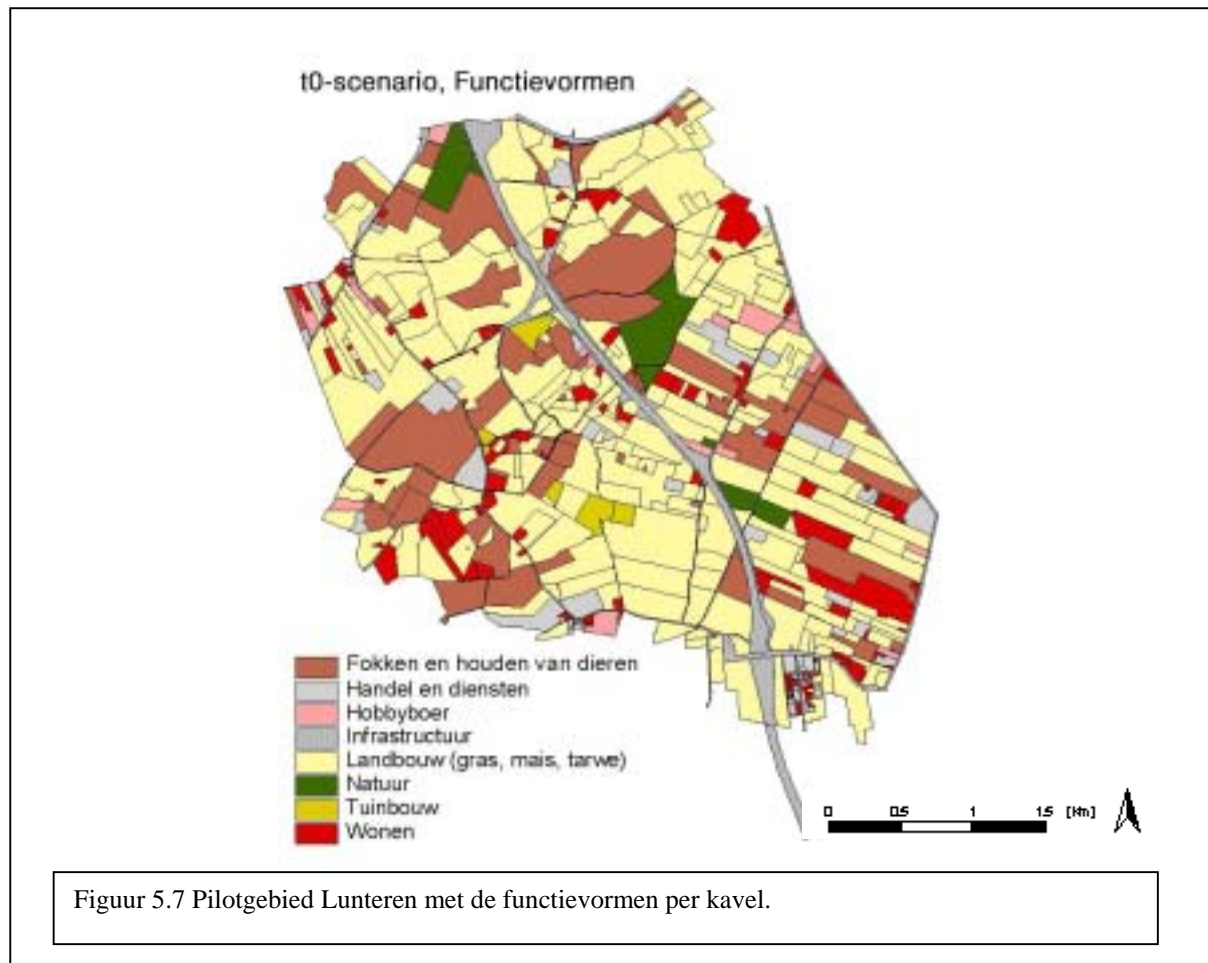 t0-scenario, Functievormen
Fokken en houden van dieren
Handel en diensten
Hobbyboer
Infrastructuur
Landbouw (gras, mais, tarwe)
Natuur
Tuinbouw
Wonen
0 0.5 1 1.5 [km]
Figuur 5.7 Pilotgebied Lunteren met de functievormen per kavel.